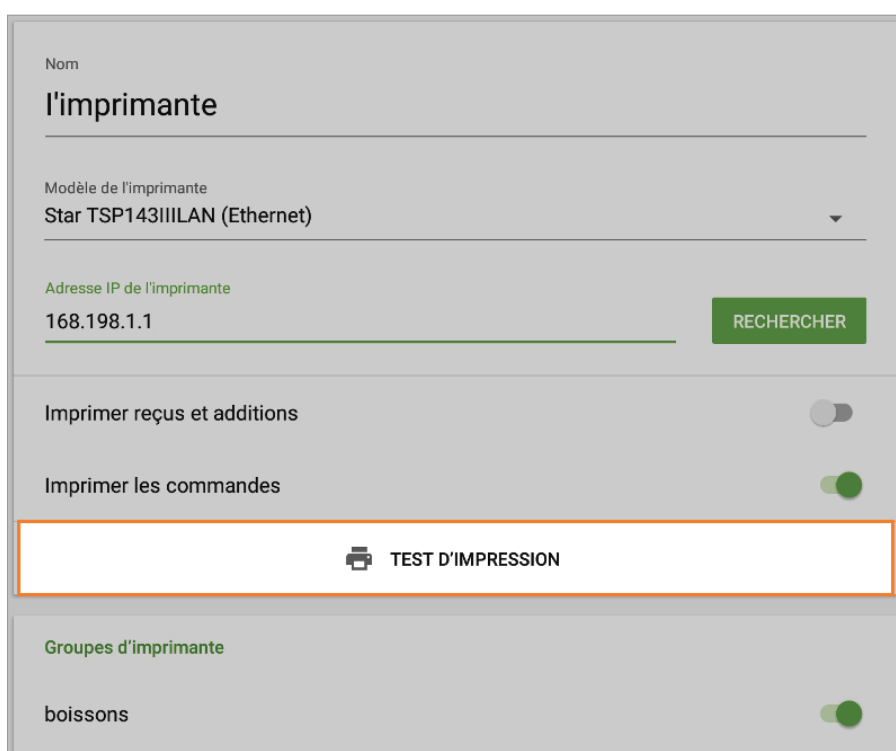 Nom
l'imprimante
Modèle de l'imprimante
Star TSP143IIILAN (Ethernet)
Adresse IP de l'imprimante
168.198.1.1
RECHERCHER
Imprimer reçus et additions
Imprimer les commandes
TEST D'IMPRESSION
Groupes d'imprimante
boissons